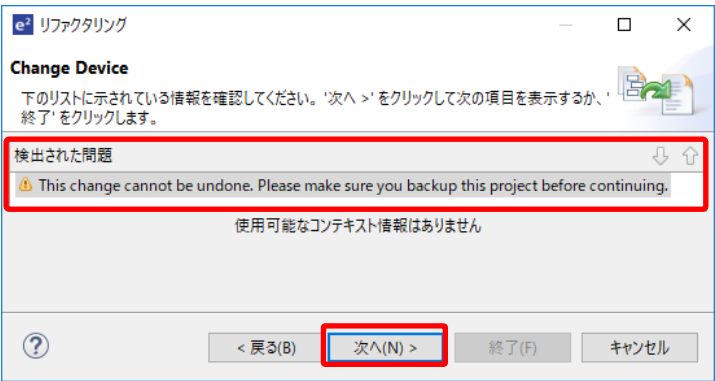 e² リファクタリング
Change Device
下のリストに示されている情報を確認してください。'次へ >' をクリックして次の項目を表示するか、'
終了' をクリックします。
検出された問題
This change cannot be undone. Please make sure you backup this project before continuing.
使用可能なコンテキスト情報はありません
? < 戻る(B) 次へ(N) > 終了(F) キャンセル